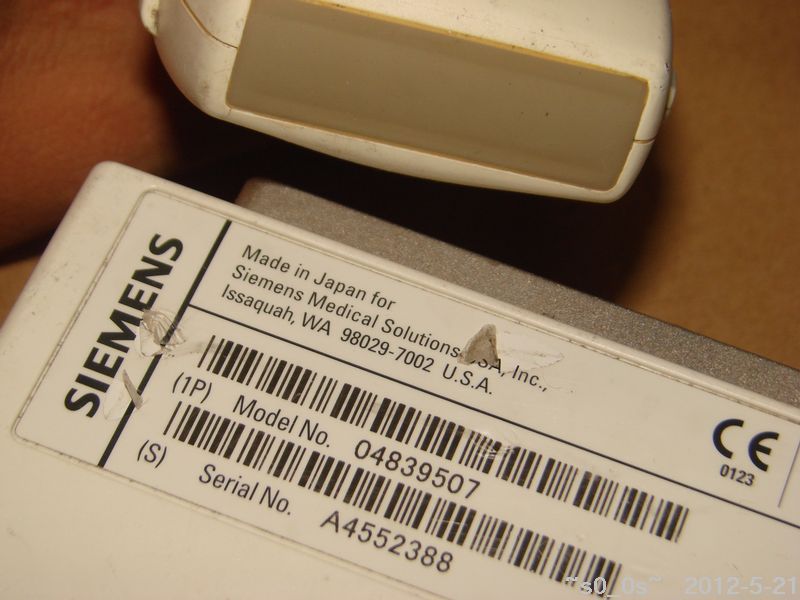 SIEMENS
Made in Japan for
Siemens Medical Solutions USA, Inc.,
Issaquah, WA 98029-7002 U.S.A.
(1P) Model No. 04839507
(S) Serial No. A4552388
CE
0123
~s0_0s~ 2012-5-21